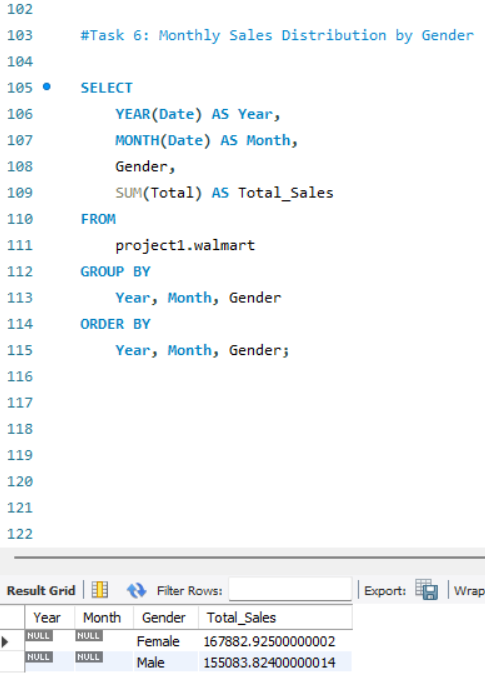 102
103 #Task 6: Monthly Sales Distribution by Gender
104
105 SELECT
106 YEAR(Date) AS Year,
107 MONTH(Date) AS Month,
108 Gender,
109 SUM(Total) AS Total_Sales
110 FROM
111 project1.walmart
112 GROUP BY
113 Year, Month, Gender
114 ORDER BY
115 Year, Month, Gender;
116
117
118
119
120
121
122
Result Grid Filter Rows: Export: Wrap
Year Month Gender Total_Sales
NULL NULL Female 167882.92500000002
NULL NULL Male 155083.82400000014